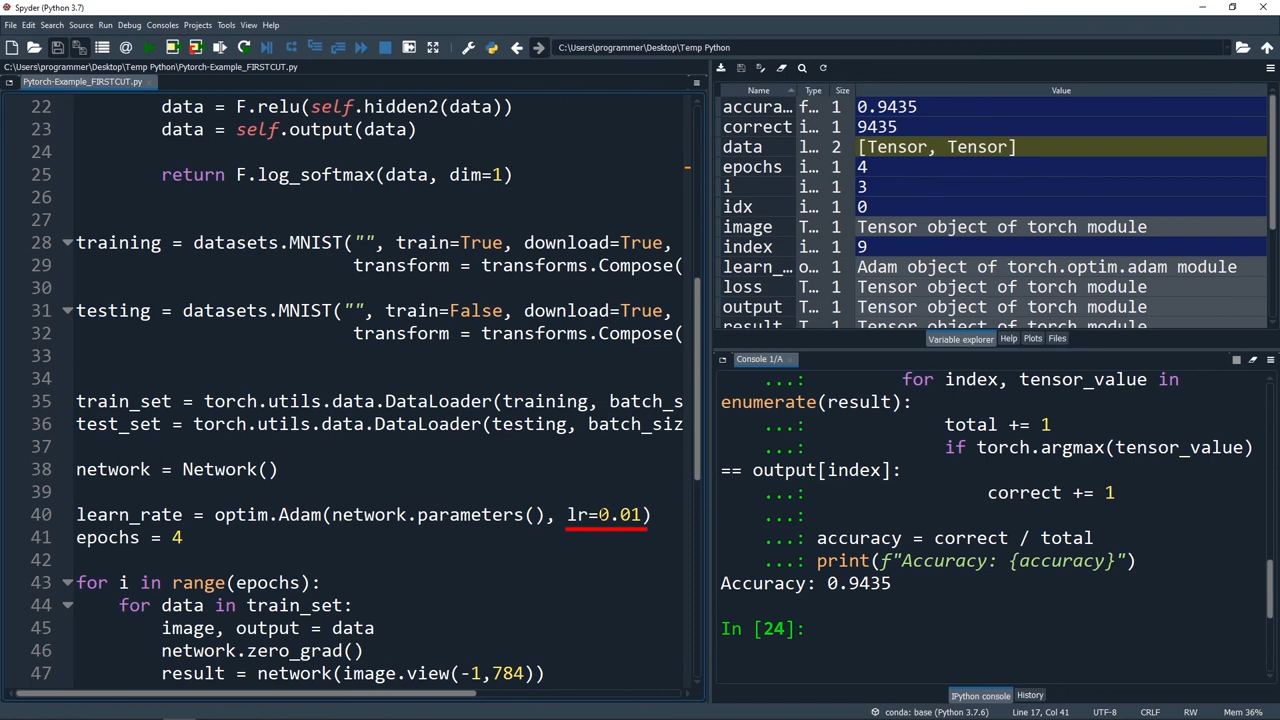 Spyder (Python 3.7)
File Edit Search Source Run Debug Consoles Projects Tools View Help
C:\Users\programmer\Desktop\Temp Python
C:\Users\programmer\Desktop\Temp Python\Pytorch-Example_FIRSTCUT.py
Pytorch-Example_FIRSTCUT.py
22 data = F.relu(self.hidden2(data))
23 data = self.output(data)
24
25 return F.log_softmax(data, dim=1)
26
27
28 training = datasets.MNIST("", train=True, download=True,
29 transform = transforms.Compose(
30
31 testing = datasets.MNIST("", train=False, download=True,
32 transform = transforms.Compose(
33
34
35 train_set = torch.utils.data.DataLoader(training, batch_s
36 test_set = torch.utils.data.DataLoader(testing, batch_siz
37
38 network = Network()
39
40 learn_rate = optim.Adam(network.parameters(), lr=0.01)
41 epochs = 4
42
43 for i in range(epochs):
44 for data in train_set:
45 image, output = data
46 network.zero_grad()
47 result = network(image.view(-1,784))
Name Type Size Value
accura… f… 1 0.9435
correct i… 1 9435
data l… 2 [Tensor, Tensor]
epochs i… 1 4
i i… 1 3
idx i… 1 0
image T… 1 Tensor object of torch module
index i… 1 9
learn_… o… 1 Adam object of torch.optim.adam module
loss T… 1 Tensor object of torch module
output T… 1 Tensor object of torch module
result T… 1 Tensor object of torch module
Variable explorer Help Plots Files
Console 1/A
...: for index, tensor_value in
enumerate(result):
...: total += 1
...: if torch.argmax(tensor_value)
== output[index]:
...: correct += 1
...:
...: accuracy = correct / total
...: print(f"Accuracy: {accuracy}")
Accuracy: 0.9435
In [24]:
IPython console History
conda: base (Python 3.7.6) Line 17, Col 41 UTF-8 CRLF RW Mem 36%